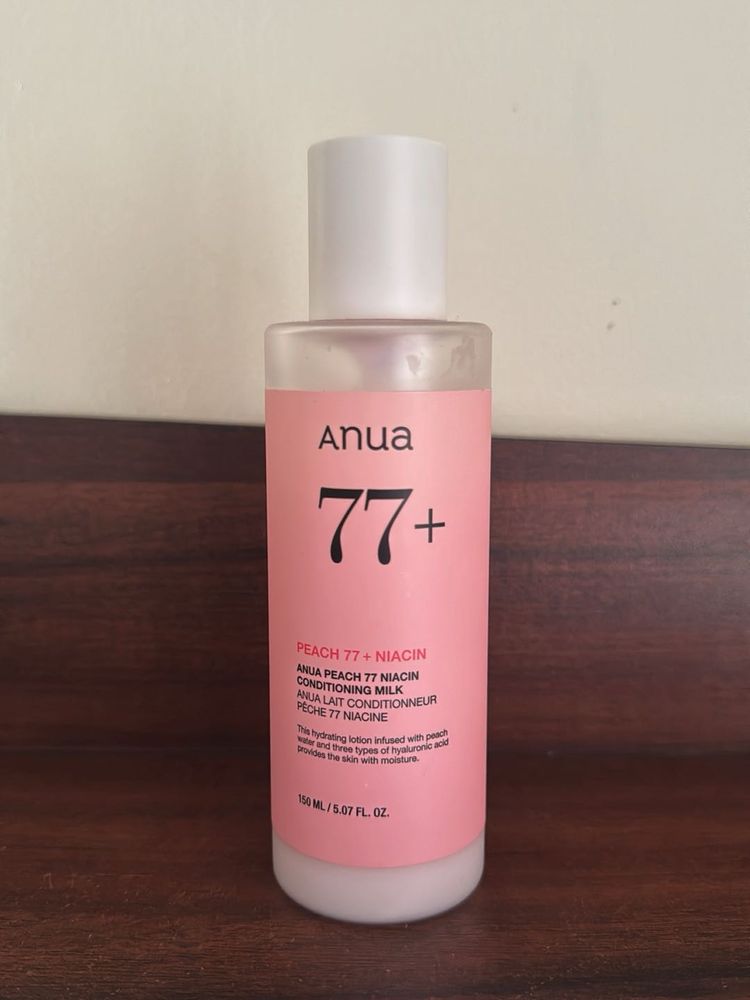 Anua
77+
PEACH 77 + NIACIN
ANUA PEACH 77 NIACIN
CONDITIONING MILK
ANUA LAIT CONDITIONNEUR
PÊCHE 77 NIACINE
This hydrating lotion infused with peach
water and three types of hyaluronic acid
provides the skin with moisture.
150 ML / 5.07 FL. OZ.